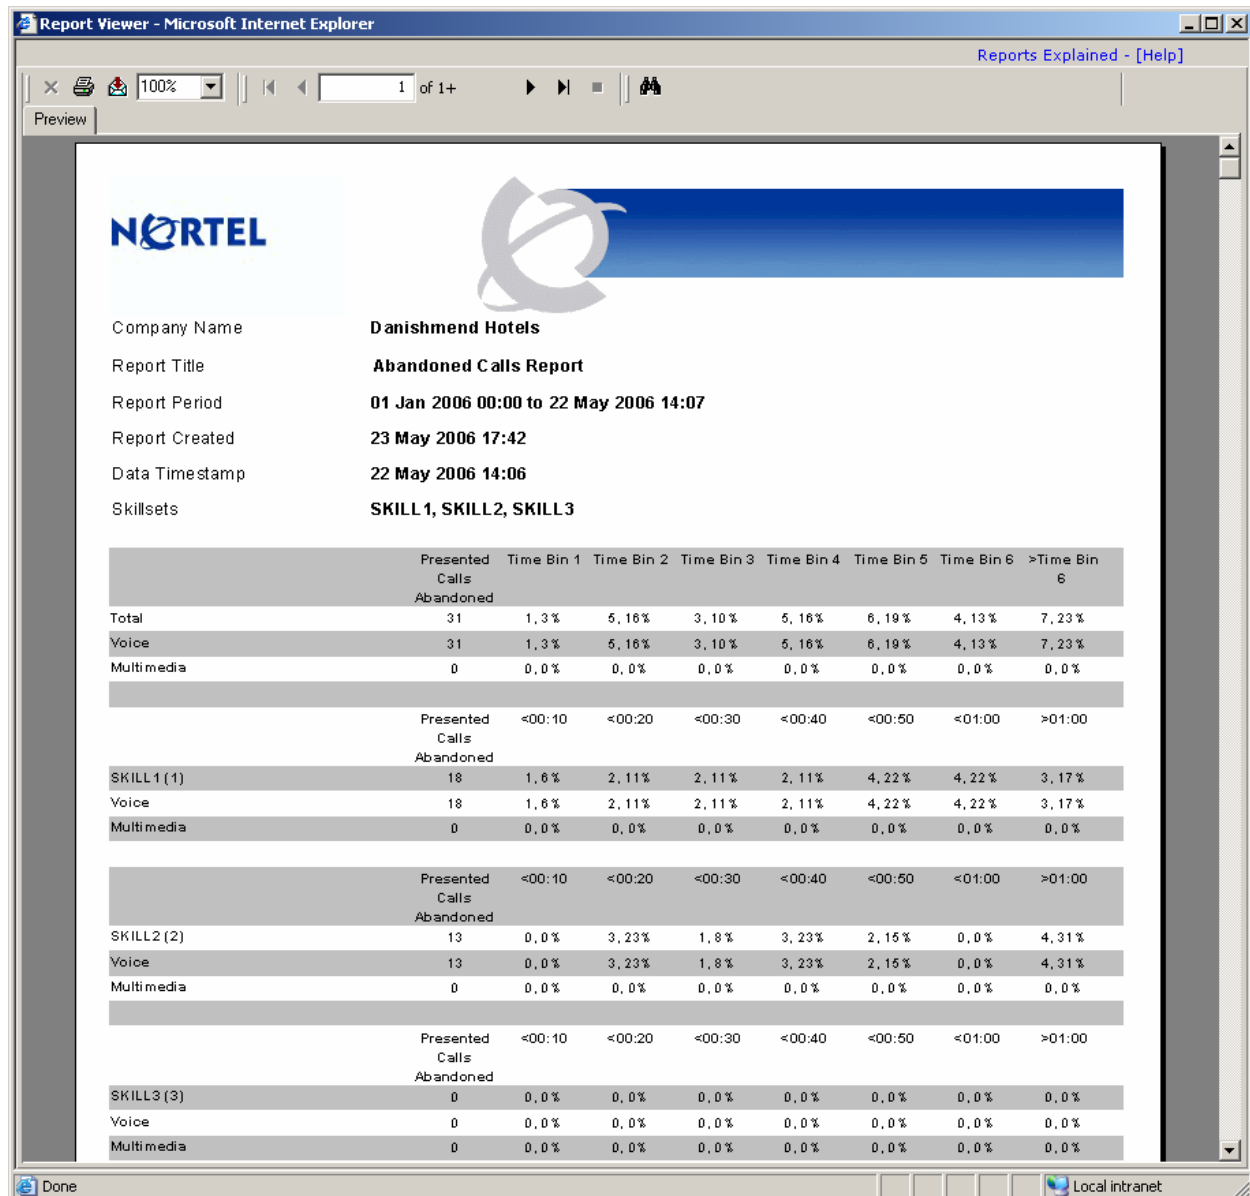 Report Viewer - Microsoft Internet Explorer
Reports Explained - [Help]
100% 1 of 1+
Preview
NORTEL
Company Name Danishmend Hotels
Report Title Abandoned Calls Report
Report Period 01 Jan 2006 00:00 to 22 May 2006 14:07
Report Created 23 May 2006 17:42
Data Timestamp 22 May 2006 14:06
Skillsets SKILL1, SKILL2, SKILL3
Presented Time Bin 1 Time Bin 2 Time Bin 3 Time Bin 4 Time Bin 5 Time Bin 6 >Time Bin
Calls 6
Abandoned
Total 31 1,3% 5,16% 3,10% 5,16% 6,19% 4,13% 7,23%
Voice 31 1,3% 5,16% 3,10% 5,16% 6,19% 4,13% 7,23%
Multimedia 0 0,0% 0,0% 0,0% 0,0% 0,0% 0,0% 0,0%
Presented <00:10 <00:20 <00:30 <00:40 <00:50 <01:00 >01:00
Calls
Abandoned
SKILL1(1) 18 1,6% 2,11% 2,11% 2,11% 4,22% 4,22% 3,17%
Voice 18 1,6% 2,11% 2,11% 2,11% 4,22% 4,22% 3,17%
Multimedia 0 0,0% 0,0% 0,0% 0,0% 0,0% 0,0% 0,0%
Presented <00:10 <00:20 <00:30 <00:40 <00:50 <01:00 >01:00
Calls
Abandoned
SKILL2(2) 13 0,0% 3,23% 1,8% 3,23% 2,15% 0,0% 4,31%
Voice 13 0,0% 3,23% 1,8% 3,23% 2,15% 0,0% 4,31%
Multimedia 0 0,0% 0,0% 0,0% 0,0% 0,0% 0,0% 0,0%
Presented <00:10 <00:20 <00:30 <00:40 <00:50 <01:00 >01:00
Calls
Abandoned
SKILL3(3) 0 0,0% 0,0% 0,0% 0,0% 0,0% 0,0% 0,0%
Voice 0 0,0% 0,0% 0,0% 0,0% 0,0% 0,0% 0,0%
Multimedia 0 0,0% 0,0% 0,0% 0,0% 0,0% 0,0% 0,0%
Done Local intranet